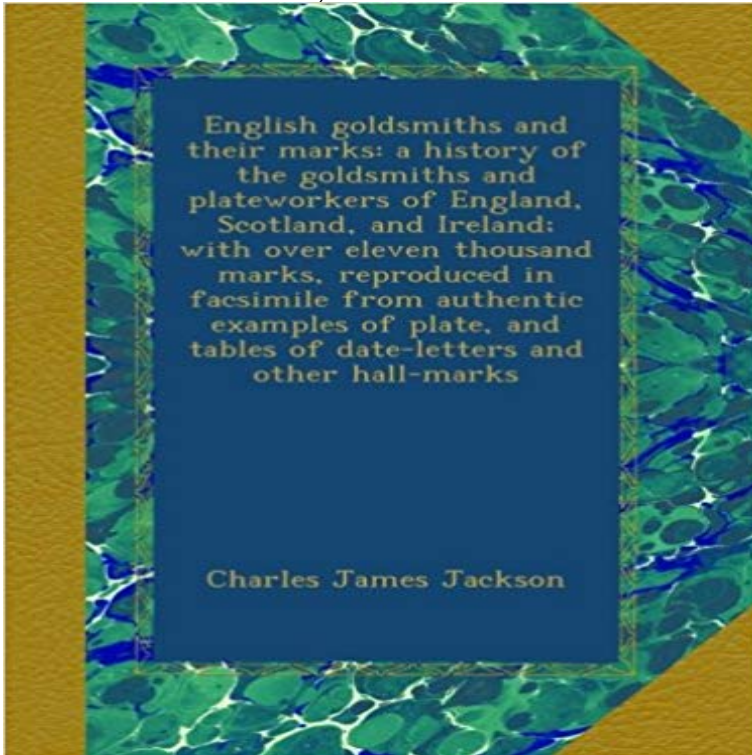 English goldsmiths and
their marks: a history of
the goldsmiths and
plateworkers of England,
Scotland, and Ireland;
with over eleven thousand
marks, reproduced in
facsimile from authentic
examples of plate, and
tables of date-letters and
other hall-marks
Charles James Jackson